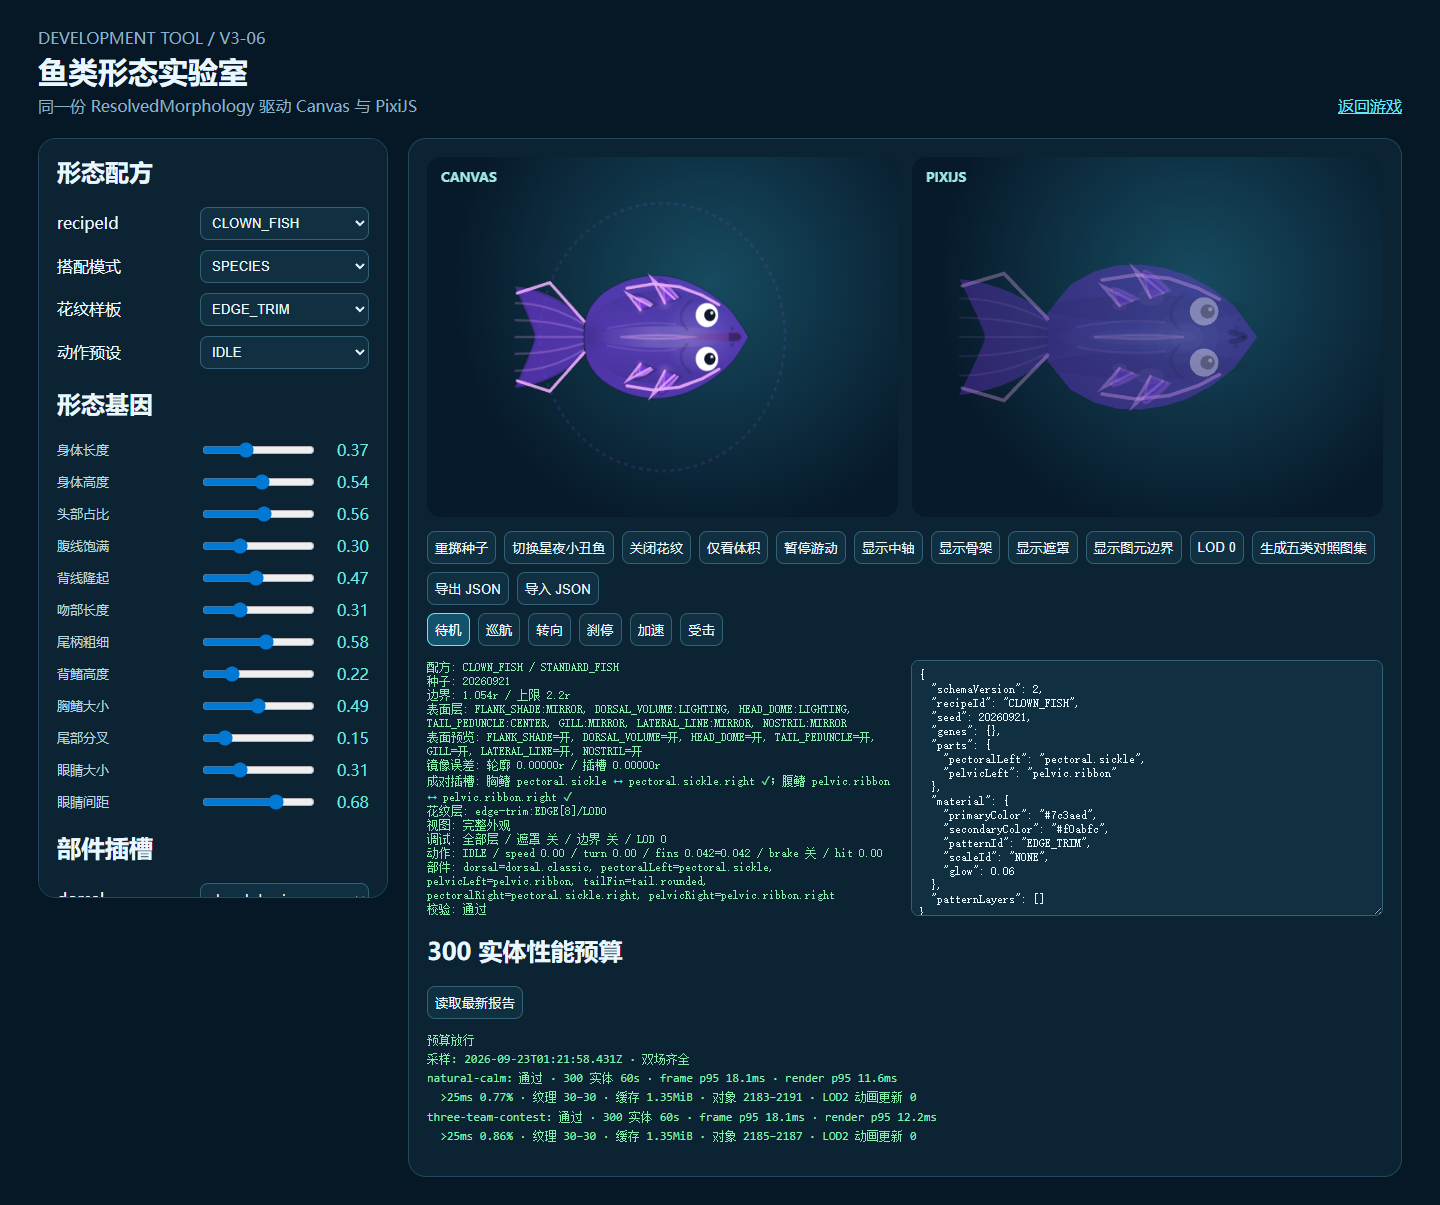 DEVELOPMENT TOOL / V3-06
鱼类形态实验室
同一份 ResolvedMorphology 驱动 Canvas 与 PixiJS
返回游戏
形态配方
recipeId
CLOWN_FISH
搭配模式
SPECIES
花纹样板
EDGE_TRIM
动作预设
IDLE
形态基因
身体长度 0.37
身体高度 0.54
头部占比 0.56
腹线饱满 0.30
背线隆起 0.47
吻部长度 0.31
尾柄粗细 0.58
背鳍高度 0.22
胸鳍大小 0.49
尾部分叉 0.15
眼睛大小 0.31
眼睛间距 0.68
部件插槽
CANVAS
PIXIJS
重掷种子 切换星夜小丑鱼 关闭花纹 仅看体积 暂停游动 显示中轴 显示骨架 显示遮罩 显示图元边界 LOD 0 生成五类对照图集
导出 JSON 导入 JSON
待机 巡航 转向 刹停 加速 受击
配方: CLOWN_FISH / STANDARD_FISH
种子: 20260921
边界: 1.054r / 上限 2.2r
表面层: FLANK_SHADE:MIRROR, DORSAL_VOLUME:LIGHTING, HEAD_DOME:LIGHTING,
TAIL_PEDUNCLE:CENTER, GILL:MIRROR, LATERAL_LINE:MIRROR, NOSTRIL:MIRROR
表面预览: FLANK_SHADE=开, DORSAL_VOLUME=开, HEAD_DOME=开, TAIL_PEDUNCLE=开,
GILL=开, LATERAL_LINE=开, NOSTRIL=开
镜像误差: 轮廓 0.00000r / 插槽 0.00000r
成对插槽: 胸鳍 pectoral.sickle ↔ pectoral.sickle.right ✓; 腹鳍 pelvic.ribbon
↔ pelvic.ribbon.right ✓
花纹层: edge-trim:EDGE[8]/LOD0
视图: 完整外观
调试: 全部层 / 遮罩 关 / 边界 关 / LOD 0
动作: IDLE / speed 0.00 / turn 0.00 / fins 0.042=0.042 / brake 关 / hit 0.00
部件: dorsal=dorsal.classic, pectoralLeft=pectoral.sickle,
pelvicLeft=pelvic.ribbon, tailFin=tail.rounded,
pectoralRight=pectoral.sickle.right, pelvicRight=pelvic.ribbon.right
校验: 通过
{
"schemaVersion": 2,
"recipeId": "CLOWN_FISH",
"seed": 20260921,
"genes": {},
"parts": {
"pectoralLeft": "pectoral.sickle",
"pelvicLeft": "pelvic.ribbon"
},
"material": {
"primaryColor": "#7c3aed",
"secondaryColor": "#f0abfc",
"patternId": "EDGE_TRIM",
"scaleId": "NONE",
"glow": 0.06
},
"patternLayers": []
}
300 实体性能预算
读取最新报告
预算放行
采样: 2026-09-23T01:21:58.431Z · 双场齐全
natural-calm: 通过 · 300 实体 60s · frame p95 18.1ms · render p95 11.6ms
>25ms 0.77% · 纹理 30-30 · 缓存 1.35MiB · 对象 2183-2191 · LOD2 动画更新 0
three-team-contest: 通过 · 300 实体 60s · frame p95 18.1ms · render p95 12.2ms
>25ms 0.86% · 纹理 30-30 · 缓存 1.35MiB · 对象 2185-2187 · LOD2 动画更新 0